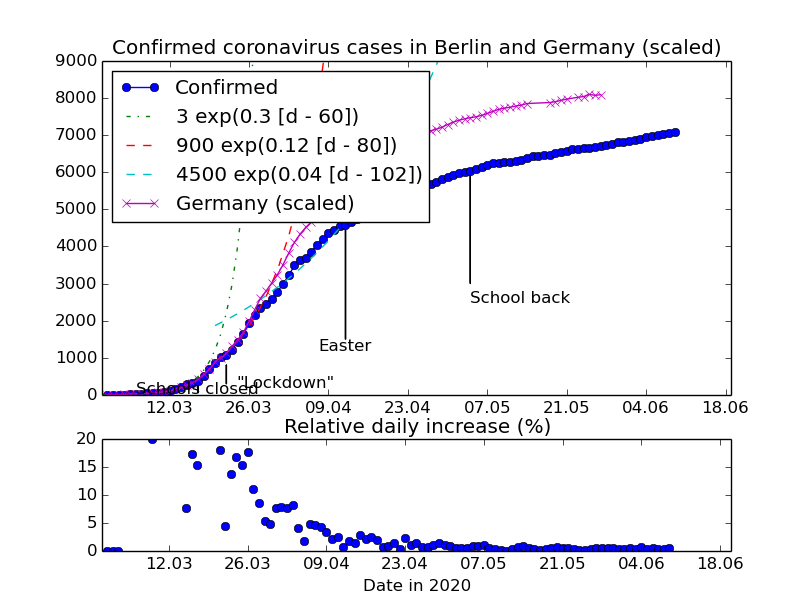 Confirmed coronavirus cases in Berlin and Germany (scaled)
9000
8000
7000
6000
5000
4000
3000
2000
1000
0
Confirmed
3 exp(0.3 [d - 60])
900 exp(0.12 [d - 80])
4500 exp(0.04 [d - 102])
Germany (scaled)
School back
Easter
"Lockdown"
Schools closed
12.03 26.03 09.04 23.04 07.05 21.05 04.06 18.06
Relative daily increase (%)
20
15
10
5
0
12.03 26.03 09.04 23.04 07.05 21.05 04.06 18.06
Date in 2020